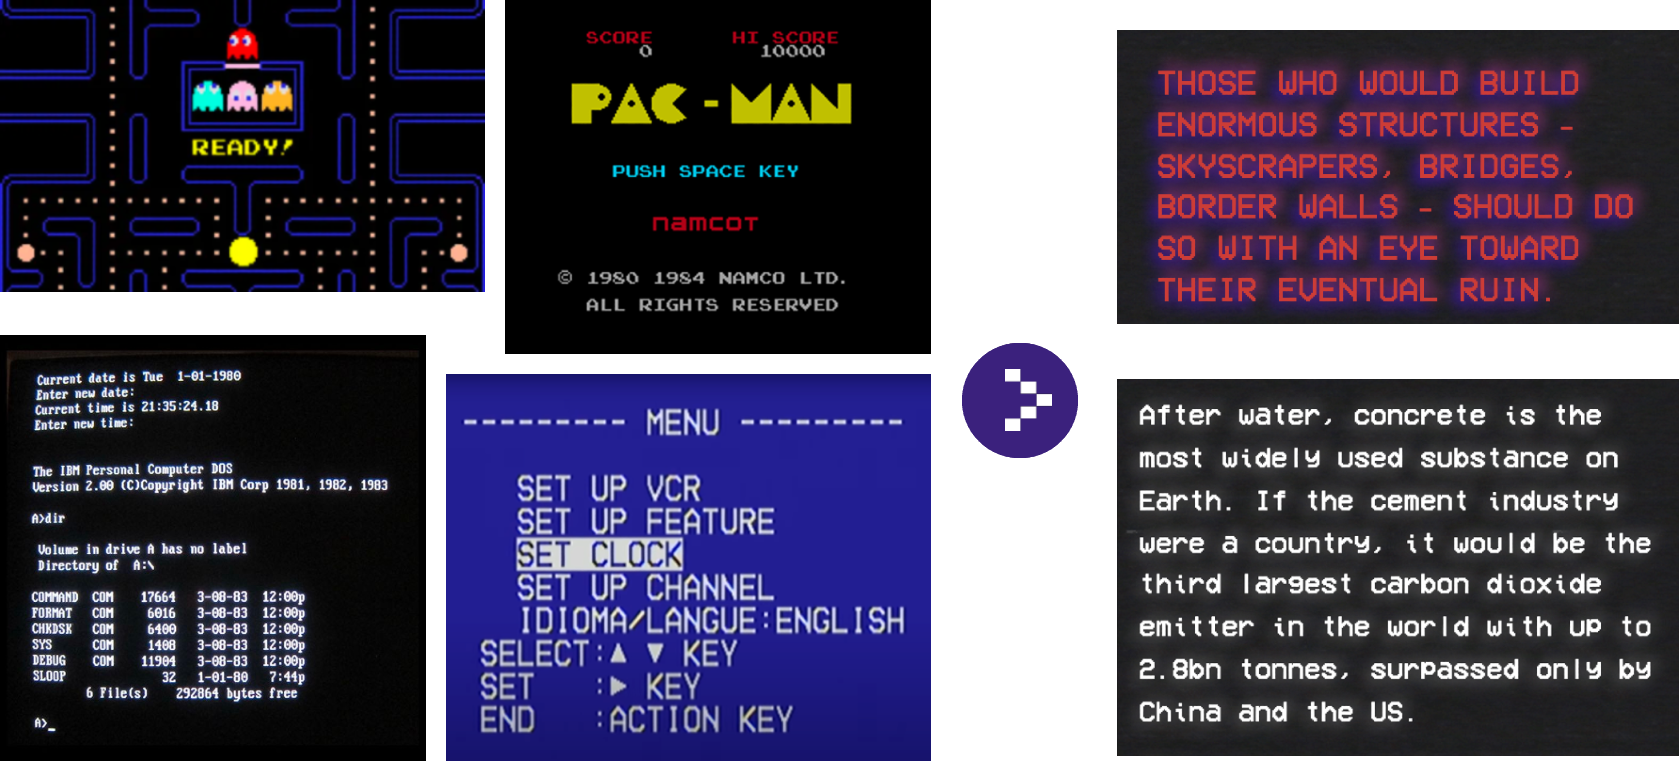 READY!
SCORE HI SCORE
0 10000
PAC-MAN
PUSH SPACE KEY
namcot
© 1980 1984 NAMCO LTD.
ALL RIGHTS RESERVED
Current date is Tue 1-01-1980
Enter new date:
Current time is 21:35:24.18
Enter new time:
The IBM Personal Computer DOS
Version 2.00 (C)Copyright IBM Corp 1981, 1982, 1983
A>dir
Volume in drive A has no label
Directory of A:\
COMMAND COM 17664 3-08-83 12:00p
FORMAT COM 6016 3-08-83 12:00p
CHKDSK COM 6400 3-08-83 12:00p
SYS COM 1408 3-08-83 12:00p
DEBUG COM 11904 3-08-83 12:00p
SLOOP 32 1-01-80 7:44p
6 File(s) 292864 bytes free
A>_
--------- MENU ---------
SET UP VCR
SET UP FEATURE
SET CLOCK
SET UP CHANNEL
IDIOMA/LANGUE:ENGLISH
SELECT:▲ ▼ KEY
SET :▶ KEY
END :ACTION KEY
THOSE WHO WOULD BUILD
ENORMOUS STRUCTURES -
SKYSCRAPERS, BRIDGES,
BORDER WALLS - SHOULD DO
SO WITH AN EYE TOWARD
THEIR EVENTUAL RUIN.
After water, concrete is the
most widely used substance on
Earth. If the cement industry
were a country, it would be the
third largest carbon dioxide
emitter in the world with up to
2.8bn tonnes, surpassed only by
China and the US.